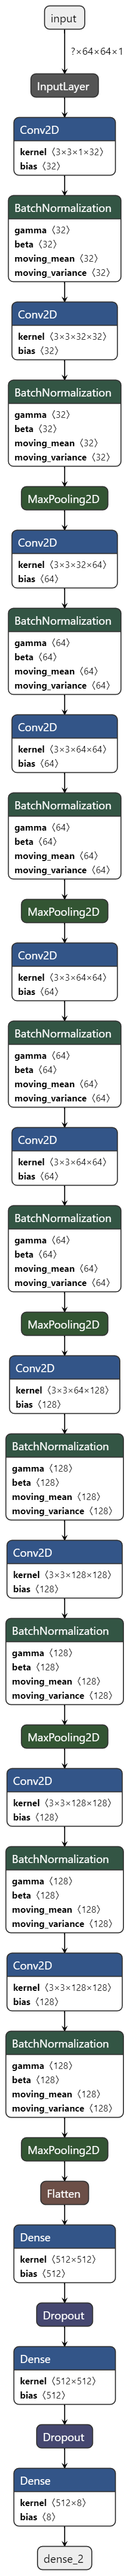 input
?×64×64×1
InputLayer
Conv2D
kernel ⟨3×3×1×32⟩
bias ⟨32⟩
BatchNormalization
gamma ⟨32⟩
beta ⟨32⟩
moving_mean ⟨32⟩
moving_variance ⟨32⟩
Conv2D
kernel ⟨3×3×32×32⟩
bias ⟨32⟩
BatchNormalization
gamma ⟨32⟩
beta ⟨32⟩
moving_mean ⟨32⟩
moving_variance ⟨32⟩
MaxPooling2D
Conv2D
kernel ⟨3×3×32×64⟩
bias ⟨64⟩
BatchNormalization
gamma ⟨64⟩
beta ⟨64⟩
moving_mean ⟨64⟩
moving_variance ⟨64⟩
Conv2D
kernel ⟨3×3×64×64⟩
bias ⟨64⟩
BatchNormalization
gamma ⟨64⟩
beta ⟨64⟩
moving_mean ⟨64⟩
moving_variance ⟨64⟩
MaxPooling2D
Conv2D
kernel ⟨3×3×64×64⟩
bias ⟨64⟩
BatchNormalization
gamma ⟨64⟩
beta ⟨64⟩
moving_mean ⟨64⟩
moving_variance ⟨64⟩
Conv2D
kernel ⟨3×3×64×64⟩
bias ⟨64⟩
BatchNormalization
gamma ⟨64⟩
beta ⟨64⟩
moving_mean ⟨64⟩
moving_variance ⟨64⟩
MaxPooling2D
Conv2D
kernel ⟨3×3×64×128⟩
bias ⟨128⟩
BatchNormalization
gamma ⟨128⟩
beta ⟨128⟩
moving_mean ⟨128⟩
moving_variance ⟨128⟩
Conv2D
kernel ⟨3×3×128×128⟩
bias ⟨128⟩
BatchNormalization
gamma ⟨128⟩
beta ⟨128⟩
moving_mean ⟨128⟩
moving_variance ⟨128⟩
MaxPooling2D
Conv2D
kernel ⟨3×3×128×128⟩
bias ⟨128⟩
BatchNormalization
gamma ⟨128⟩
beta ⟨128⟩
moving_mean ⟨128⟩
moving_variance ⟨128⟩
Conv2D
kernel ⟨3×3×128×128⟩
bias ⟨128⟩
BatchNormalization
gamma ⟨128⟩
beta ⟨128⟩
moving_mean ⟨128⟩
moving_variance ⟨128⟩
MaxPooling2D
Flatten
Dense
kernel ⟨512×512⟩
bias ⟨512⟩
Dropout
Dense
kernel ⟨512×512⟩
bias ⟨512⟩
Dropout
Dense
kernel ⟨512×8⟩
bias ⟨8⟩
dense_2